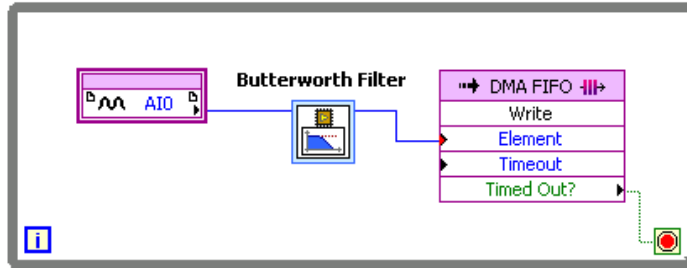 Butterworth Filter
AI0
DMA FIFO
Write
Element
Timeout
Timed Out?
i